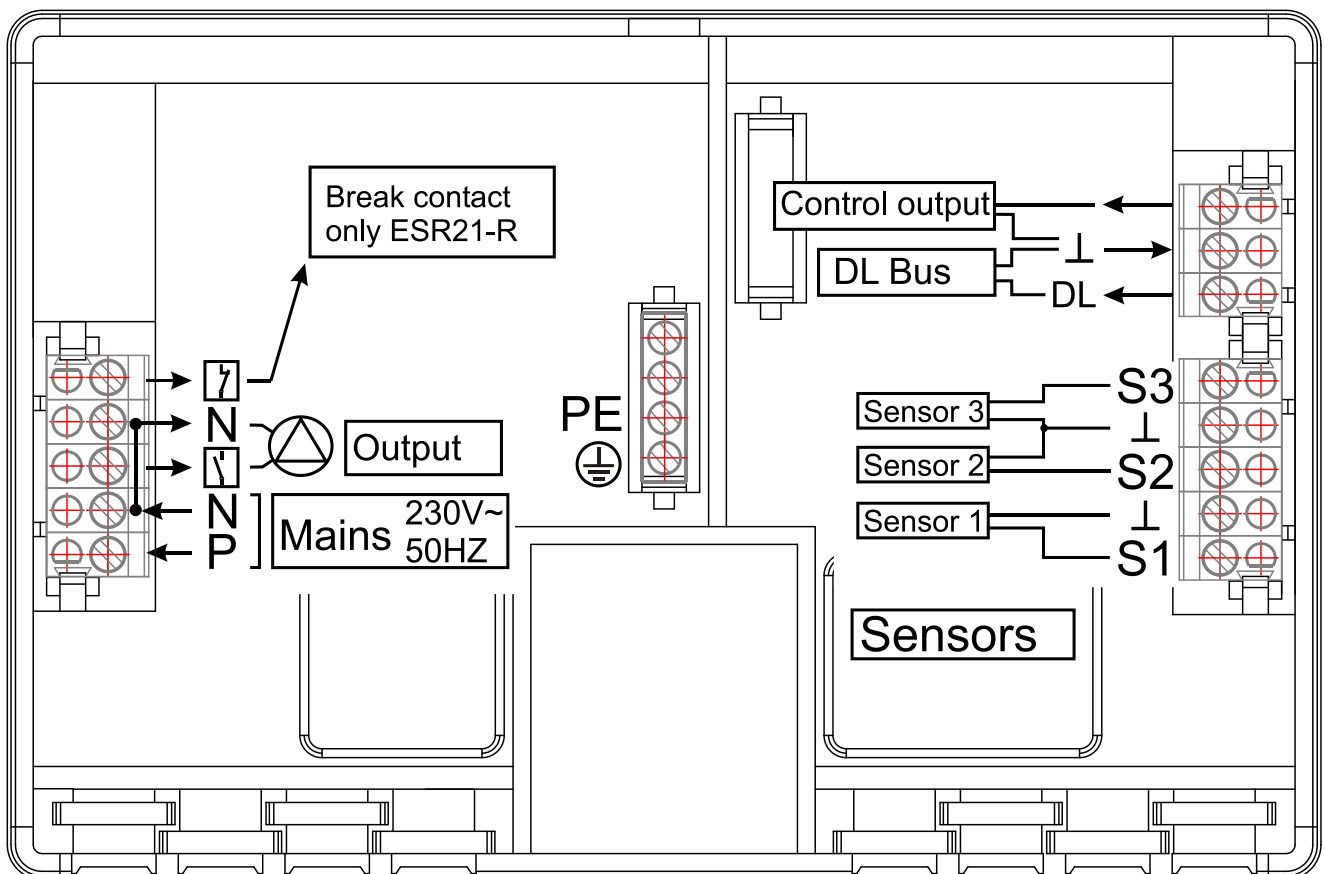 Break contact
only ESR21-R
N
Output
N
P
Mains 230V~
50HZ
PE
Control output
⊥
DL Bus
DL
Sensor 3
S3
⊥
Sensor 2
S2
Sensor 1
⊥
S1
Sensors